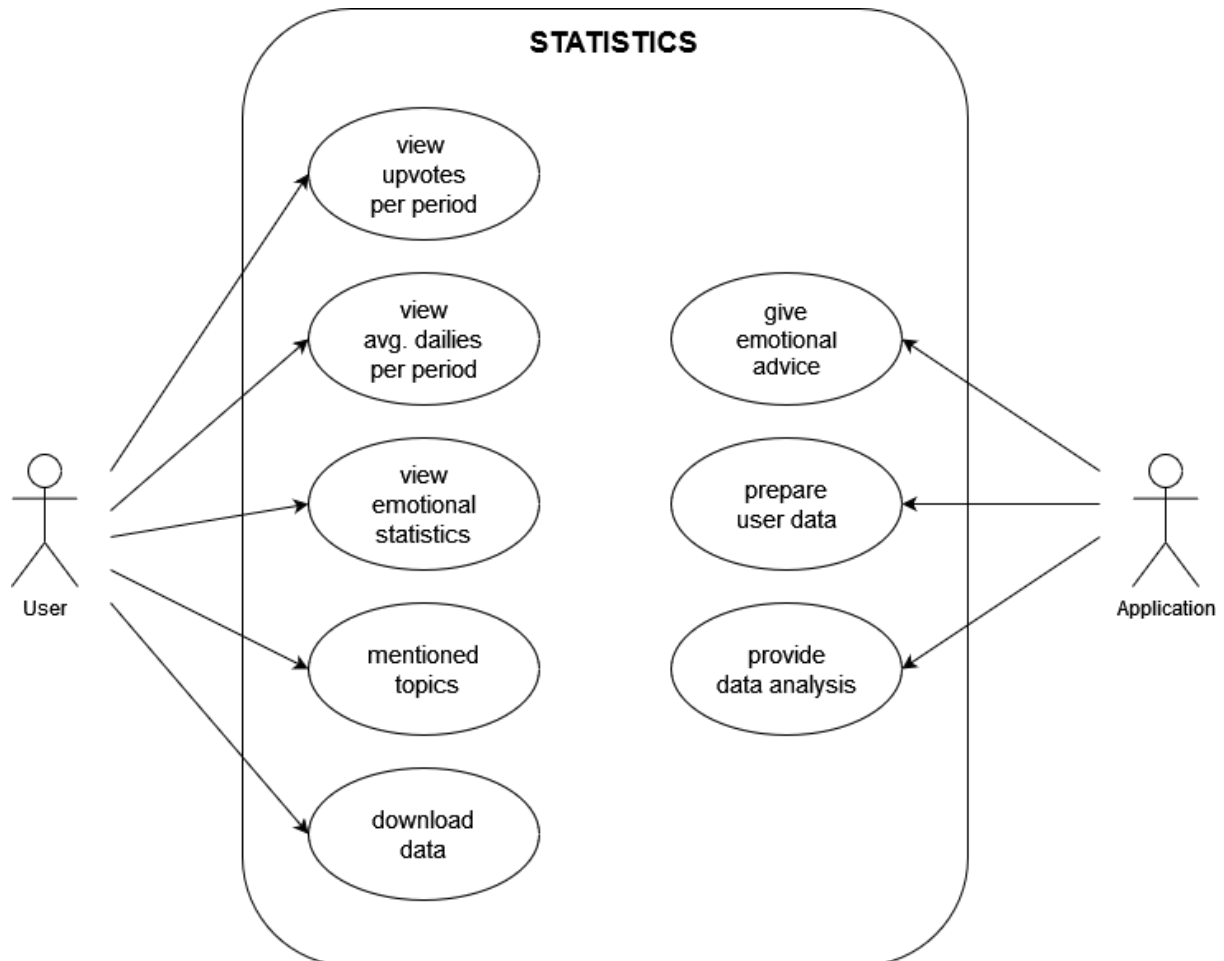 STATISTICS
view
upvotes
per period
view
avg. dailies
per period
view
emotional
statistics
mentioned
topics
download
data
give
emotional
advice
prepare
user data
provide
data analysis
User
Application